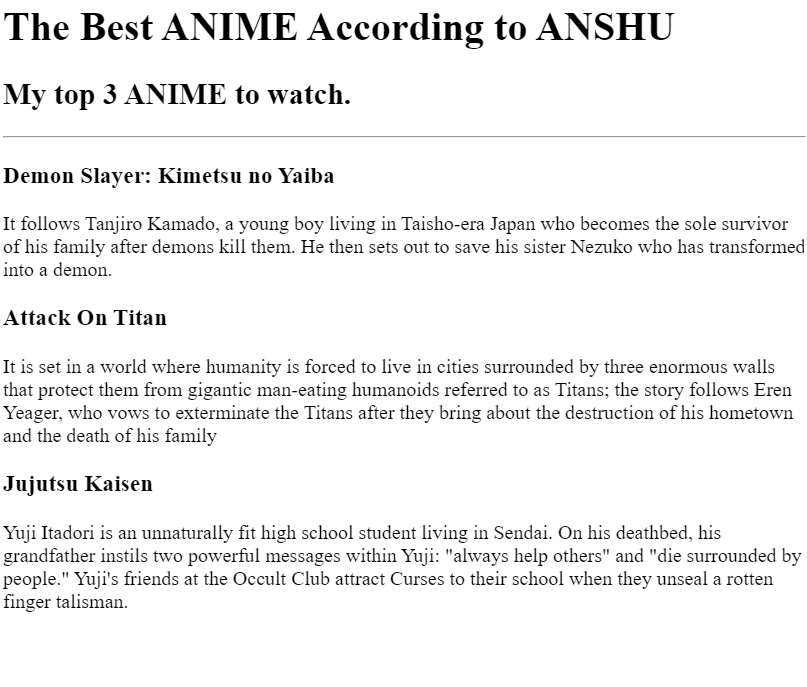 The Best ANIME According to ANSHU
My top 3 ANIME to watch.
Demon Slayer: Kimetsu no Yaiba
It follows Tanjiro Kamado, a young boy living in Taisho-era Japan who becomes the sole survivor
of his family after demons kill them. He then sets out to save his sister Nezuko who has transformed
into a demon.
Attack On Titan
It is set in a world where humanity is forced to live in cities surrounded by three enormous walls
that protect them from gigantic man-eating humanoids referred to as Titans; the story follows Eren
Yeager, who vows to exterminate the Titans after they bring about the destruction of his hometown
and the death of his family
Jujutsu Kaisen
Yuji Itadori is an unnaturally fit high school student living in Sendai. On his deathbed, his
grandfather instils two powerful messages within Yuji: "always help others" and "die surrounded by
people." Yuji's friends at the Occult Club attract Curses to their school when they unseal a rotten
finger talisman.